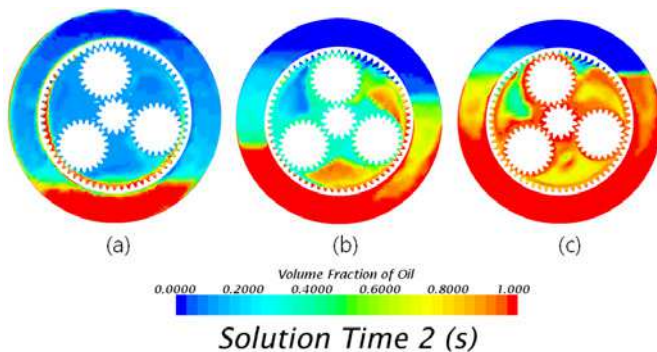 (a) (b) (c)
Volume Fraction of Oil
0.0000 0.2000 0.4000 0.6000 0.8000 1.000
Solution Time 2 (s)